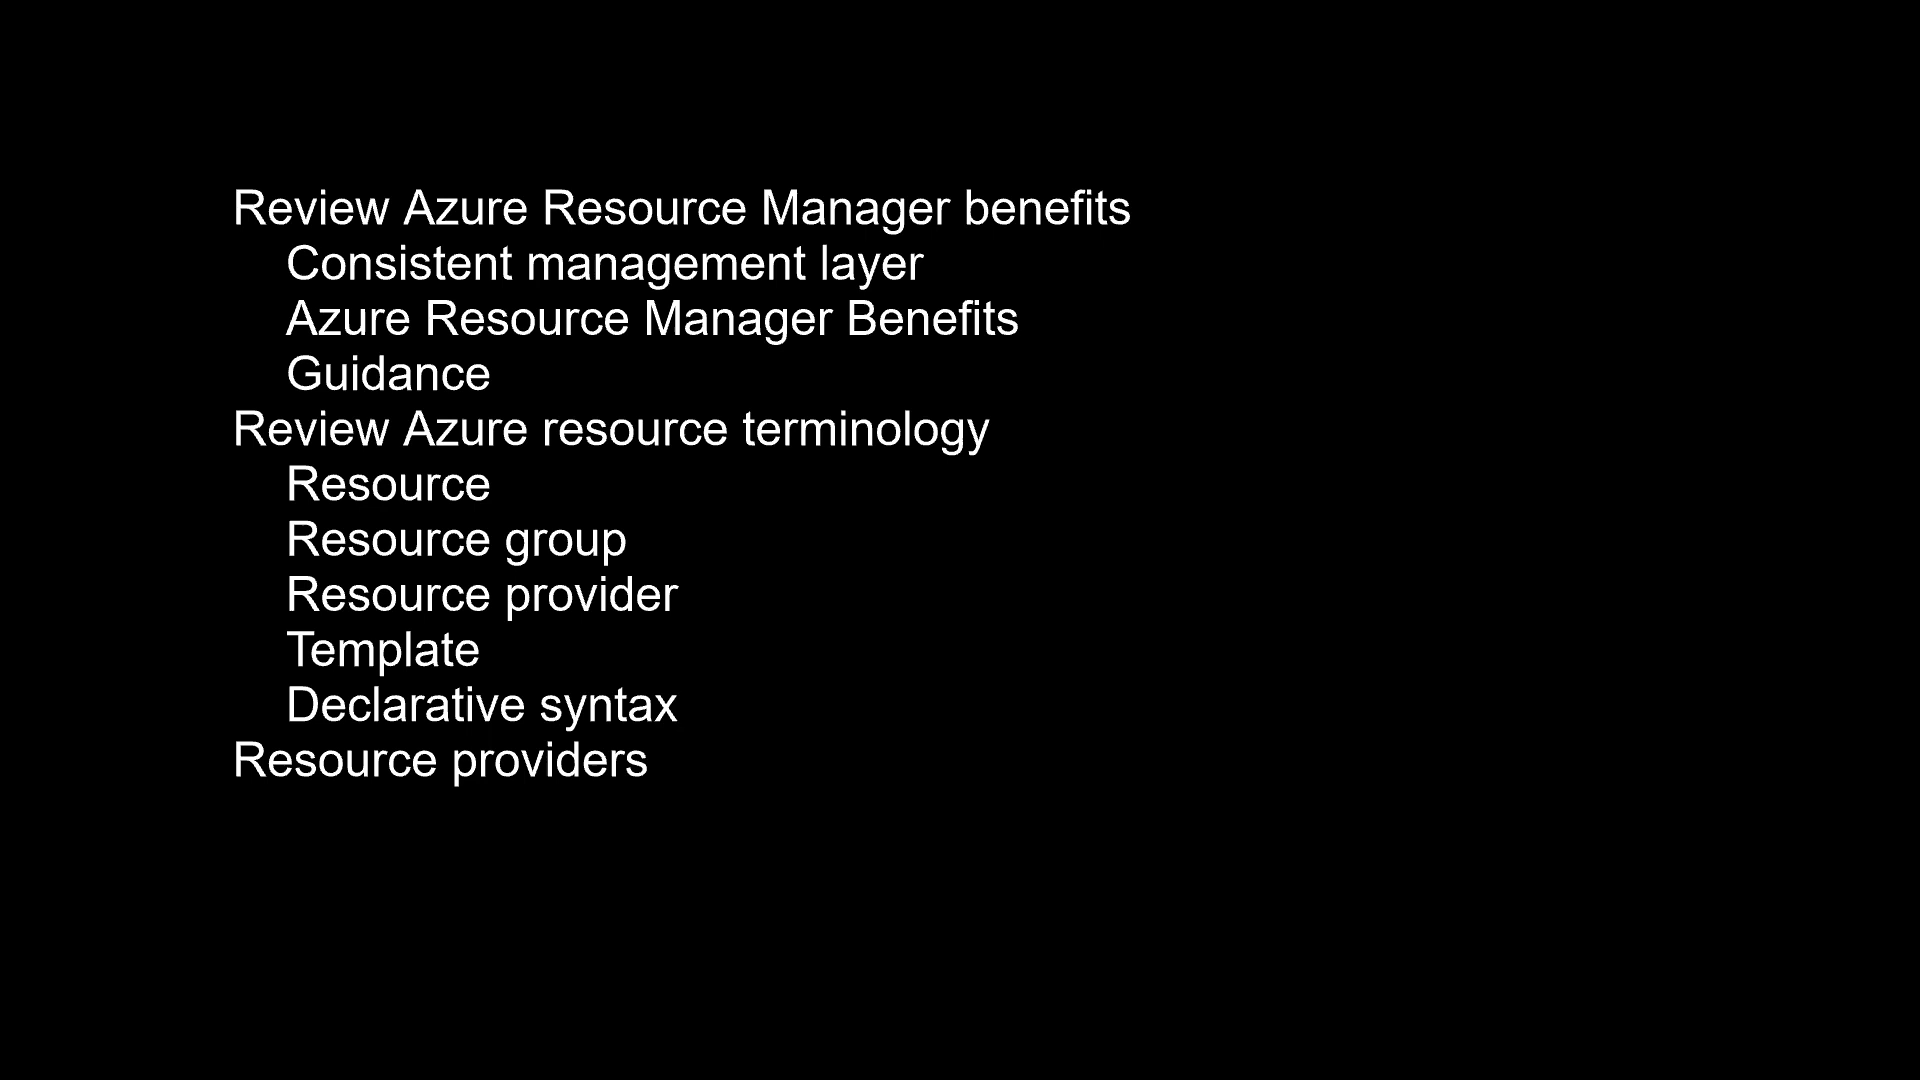 Review Azure Resource Manager benefits
Consistent management layer
Azure Resource Manager Benefits
Guidance
Review Azure resource terminology
Resource
Resource group
Resource provider
Template
Declarative syntax
Resource providers